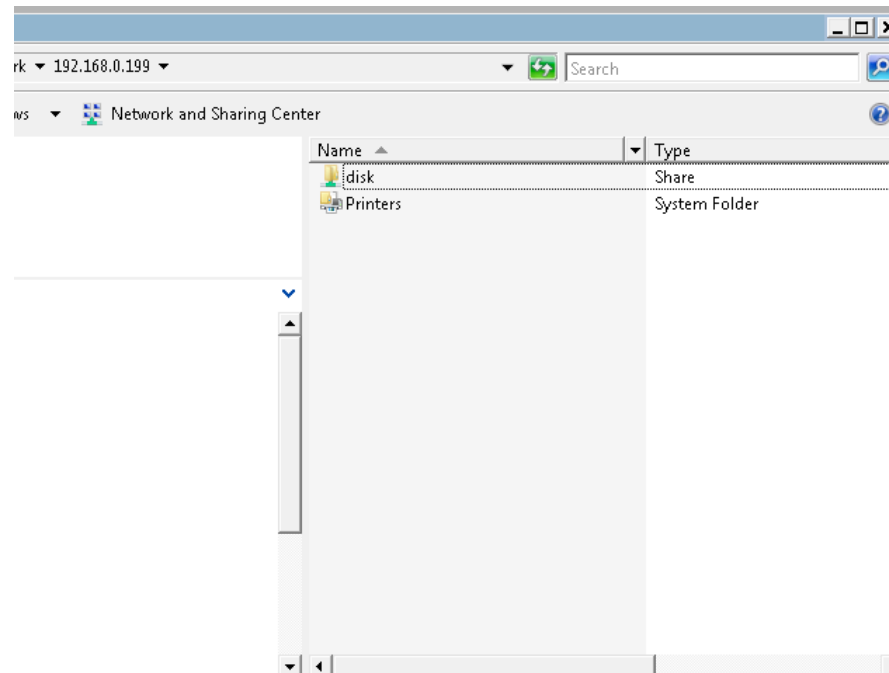 rk 192.168.0.199
Search
ws Network and Sharing Center
Name Type
disk Share
Printers System Folder